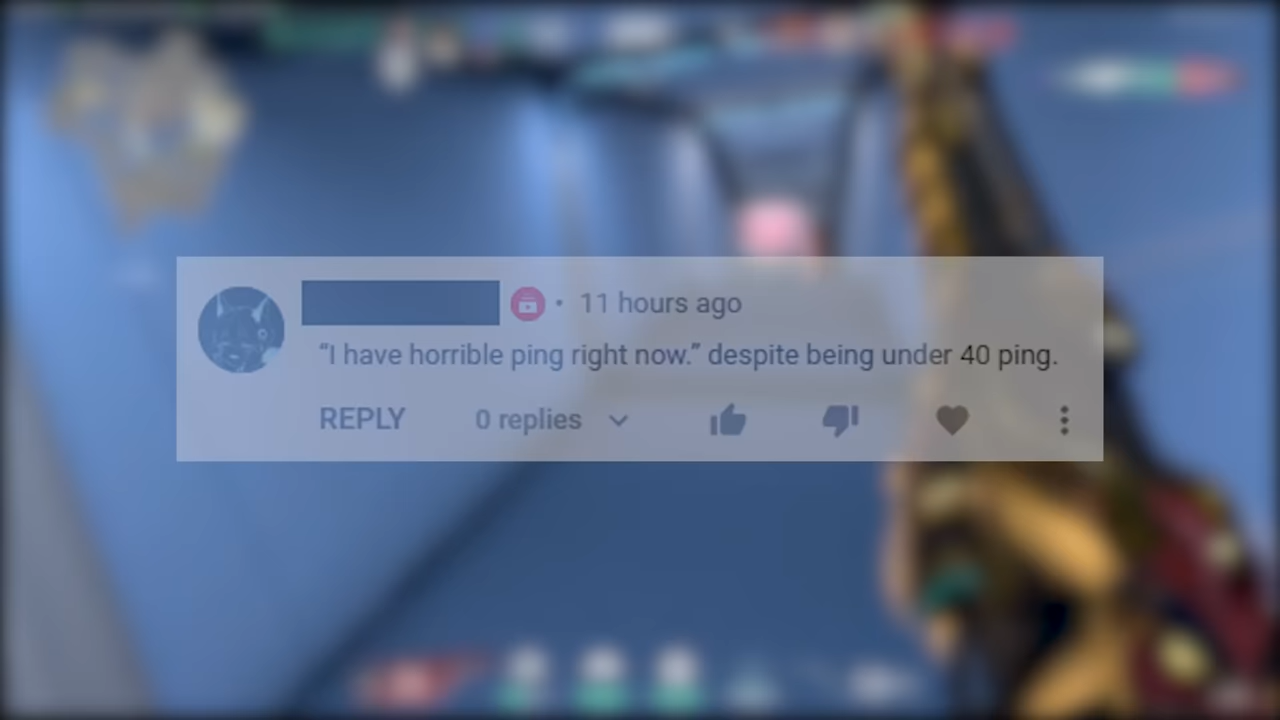 • 11 hours ago
“I have horrible ping right now.” despite being under 40 ping.
REPLY 0 replies